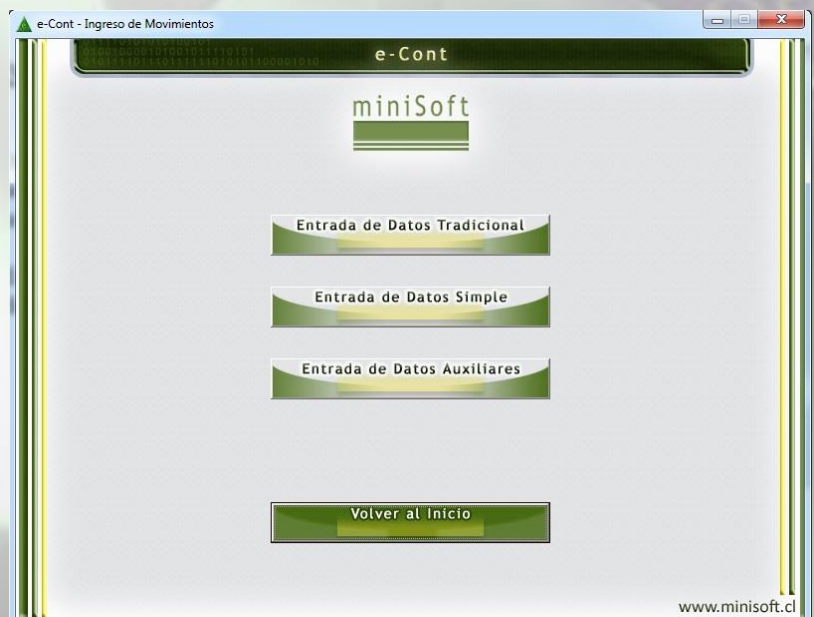 e-Cont - Ingreso de Movimientos
e-Cont
miniSoft
Entrada de Datos Tradicional
Entrada de Datos Simple
Entrada de Datos Auxiliares
Volver al Inicio
www.minisoft.cl